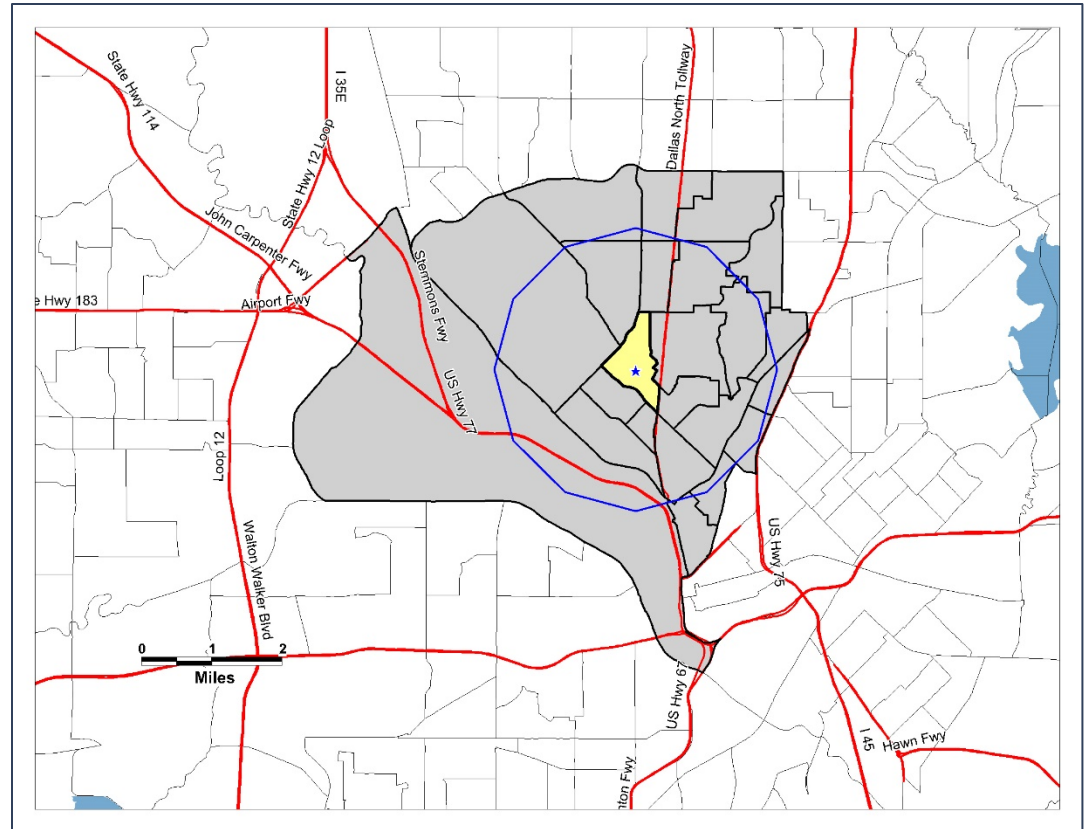 State Hwy 114
I 35E
Dallas North Tollway
State Hwy 12 Loop
John Carpenter Fwy
Stemmons Fwy
e Hwy 183
Airport Fwy
US Hwy 77
Loop 12
Walton Walker Blvd
US Hwy 75
0 1 2
Miles
US Hwy 67
I 45
Hawn Fwy
nton Fwy